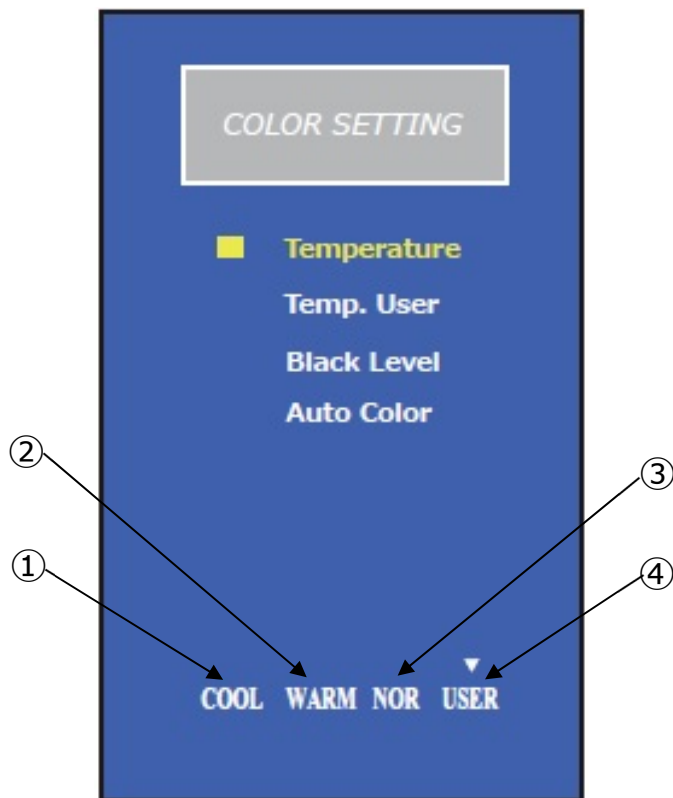 COLOR SETTING
Temperature
Temp. User
Black Level
Auto Color
②
③
①
④
COOL WARM NOR USER